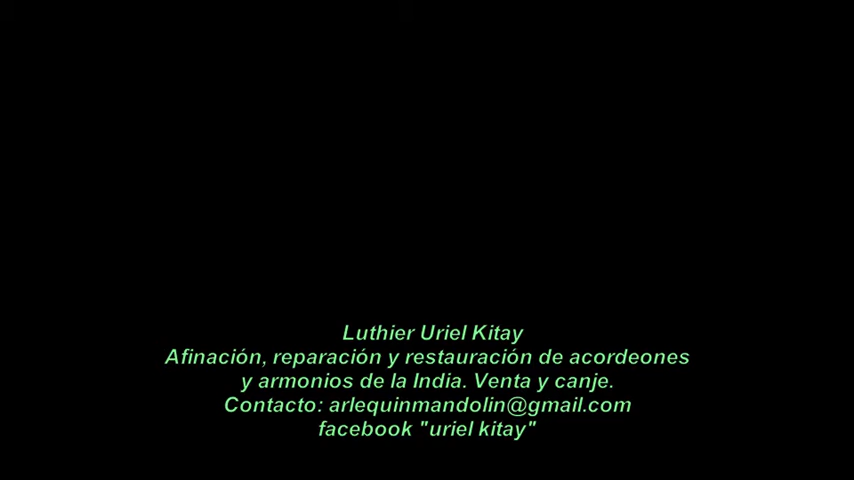 Luthier Uriel Kitay
Afinación, reparación y restauración de acordeones
y armonios de la India. Venta y canje.
Contacto: arlequinmandolin@gmail.com
facebook "uriel kitay"